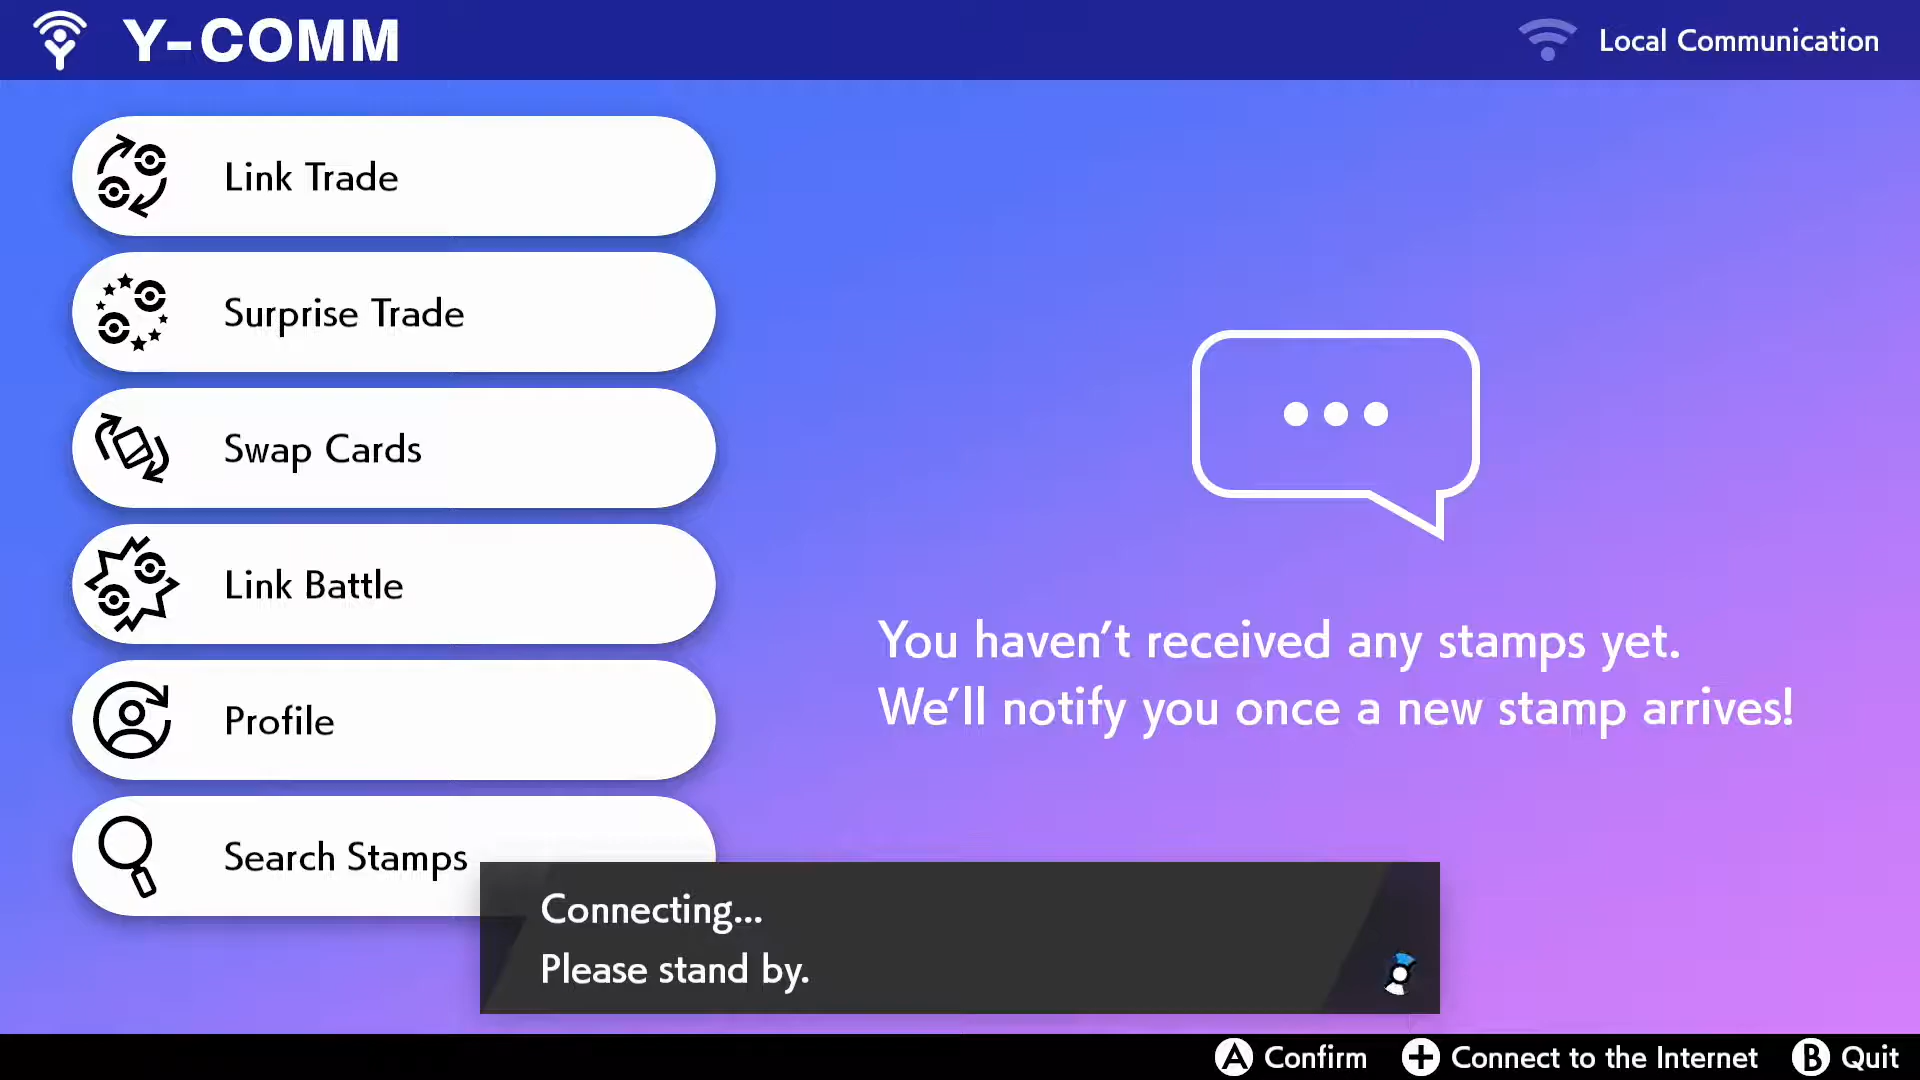 Y-COMM
Local Communication
Link Trade
Surprise Trade
Swap Cards
Link Battle
Profile
Search Stamps
You haven't received any stamps yet.
We'll notify you once a new stamp arrives!
Connecting...
Please stand by.
A Confirm + Connect to the Internet B Quit